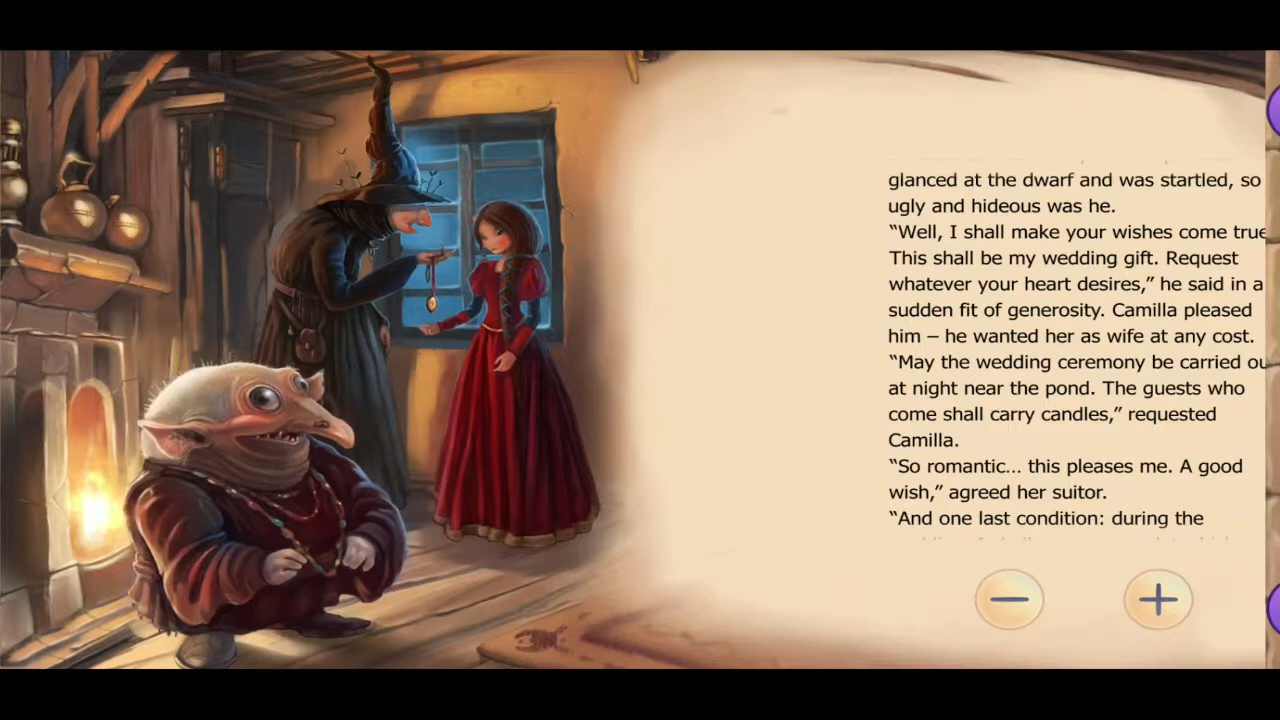 glanced at the dwarf and was startled, so
ugly and hideous was he.
“Well, I shall make your wishes come true
This shall be my wedding gift. Request
whatever your heart desires,” he said in a
sudden fit of generosity. Camilla pleased
him – he wanted her as wife at any cost.
“May the wedding ceremony be carried ou
at night near the pond. The guests who
come shall carry candles,” requested
Camilla.
“So romantic... this pleases me. A good
wish,” agreed her suitor.
“And one last condition: during the